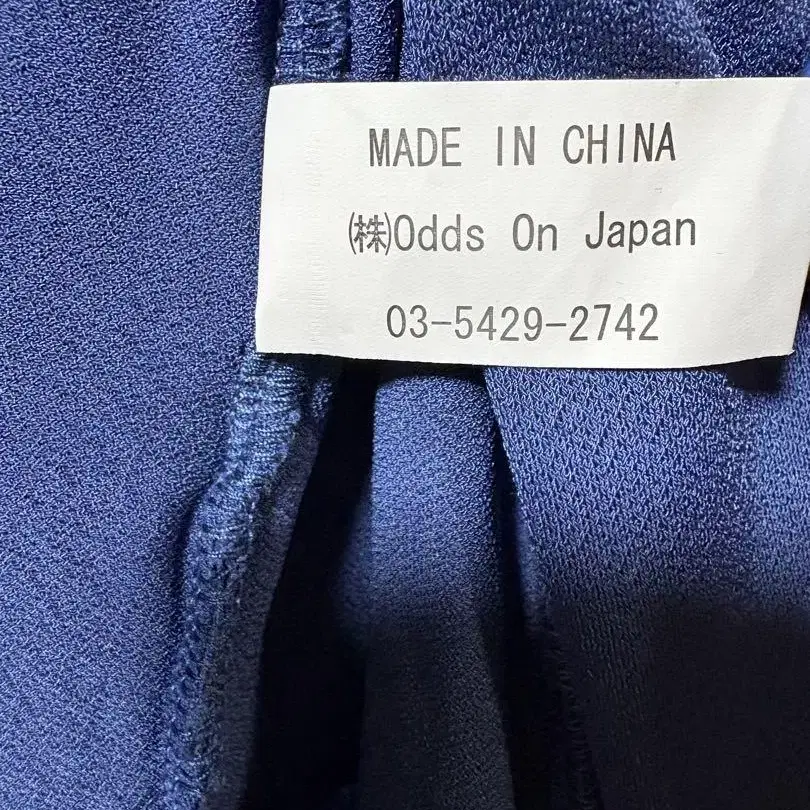 MADE IN CHINA
㈱Odds On Japan
03-5429-2742